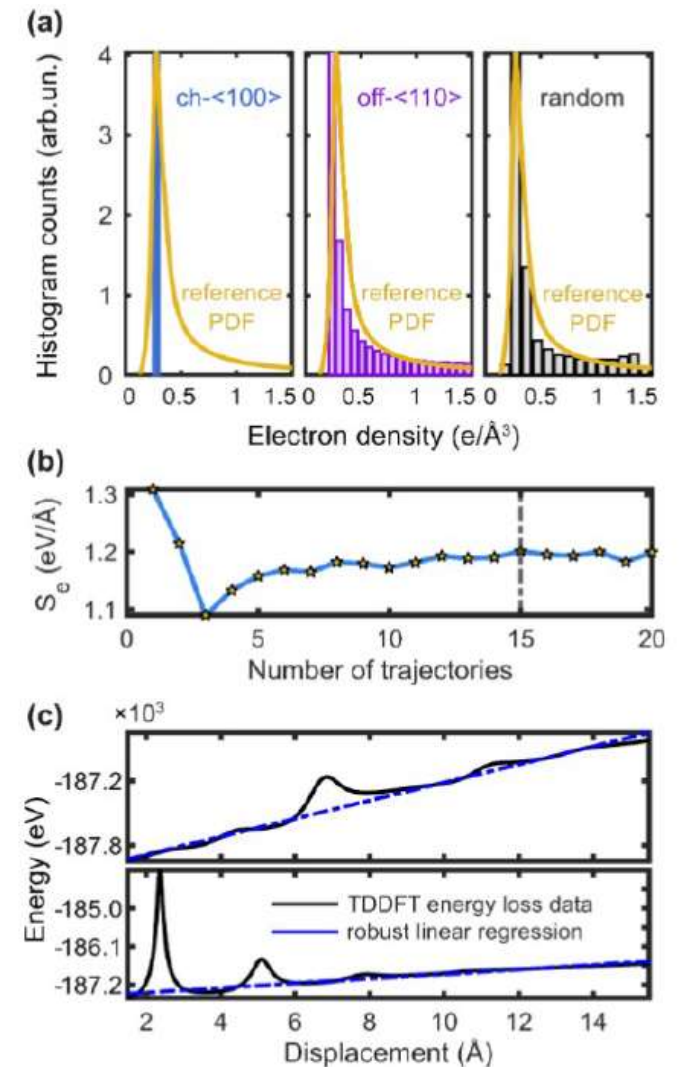 (a)
4
3
2
1
0
Histogram counts (arb.un.)
ch-<100>
off-<110>
random
reference
PDF
reference
PDF
reference
PDF
0 0.5 1 1.5
0 0.5 1 1.5
0 0.5 1 1.5
Electron density (e/Å³)
(b)
1.3
1.2
1.1
Sₑ (eV/Å)
0 5 10 15 20
Number of trajectories
(c)
×10³
-187.2
-187.8
-185.0
-186.1
-187.2
Energy (eV)
TDDFT energy loss data
robust linear regression
2 4 6 8 10 12 14
Displacement (Å)